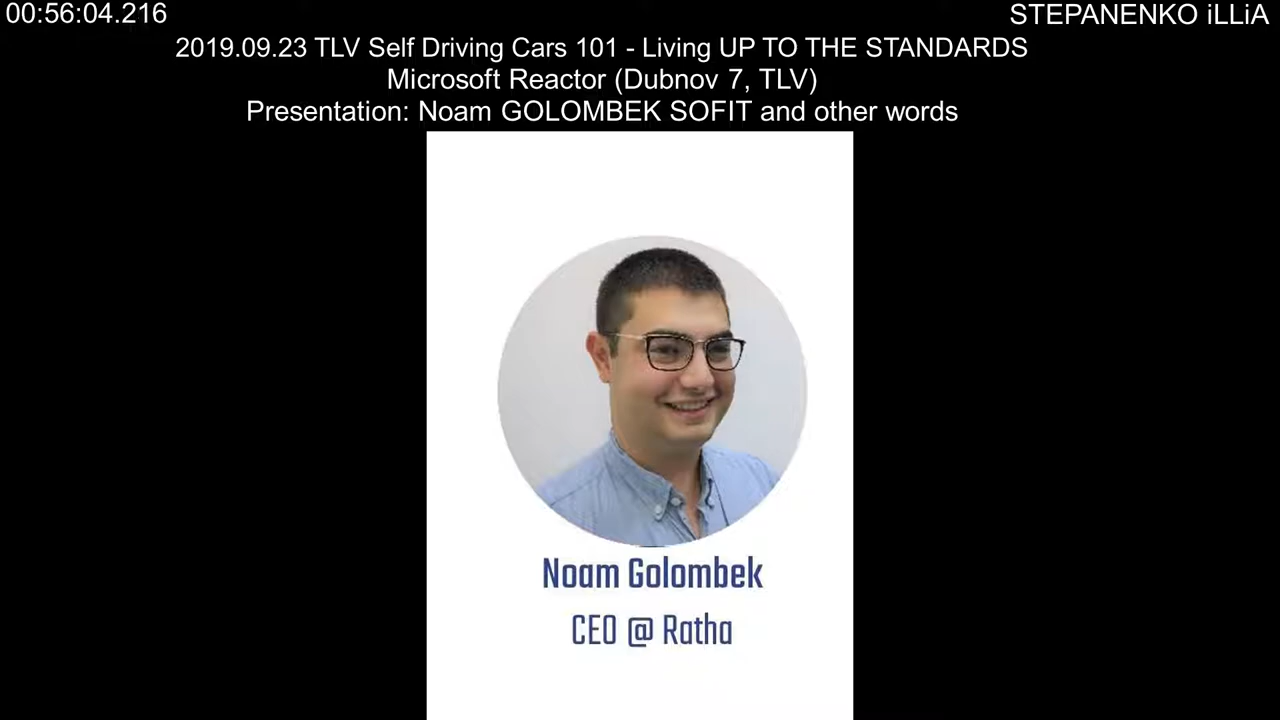 00:56:04.216
STEPANENKO iLLiA
2019.09.23 TLV Self Driving Cars 101 - Living UP TO THE STANDARDS
Microsoft Reactor (Dubnov 7, TLV)
Presentation: Noam GOLOMBEK SOFIT and other words
Noam Golombek
CEO @ Ratha